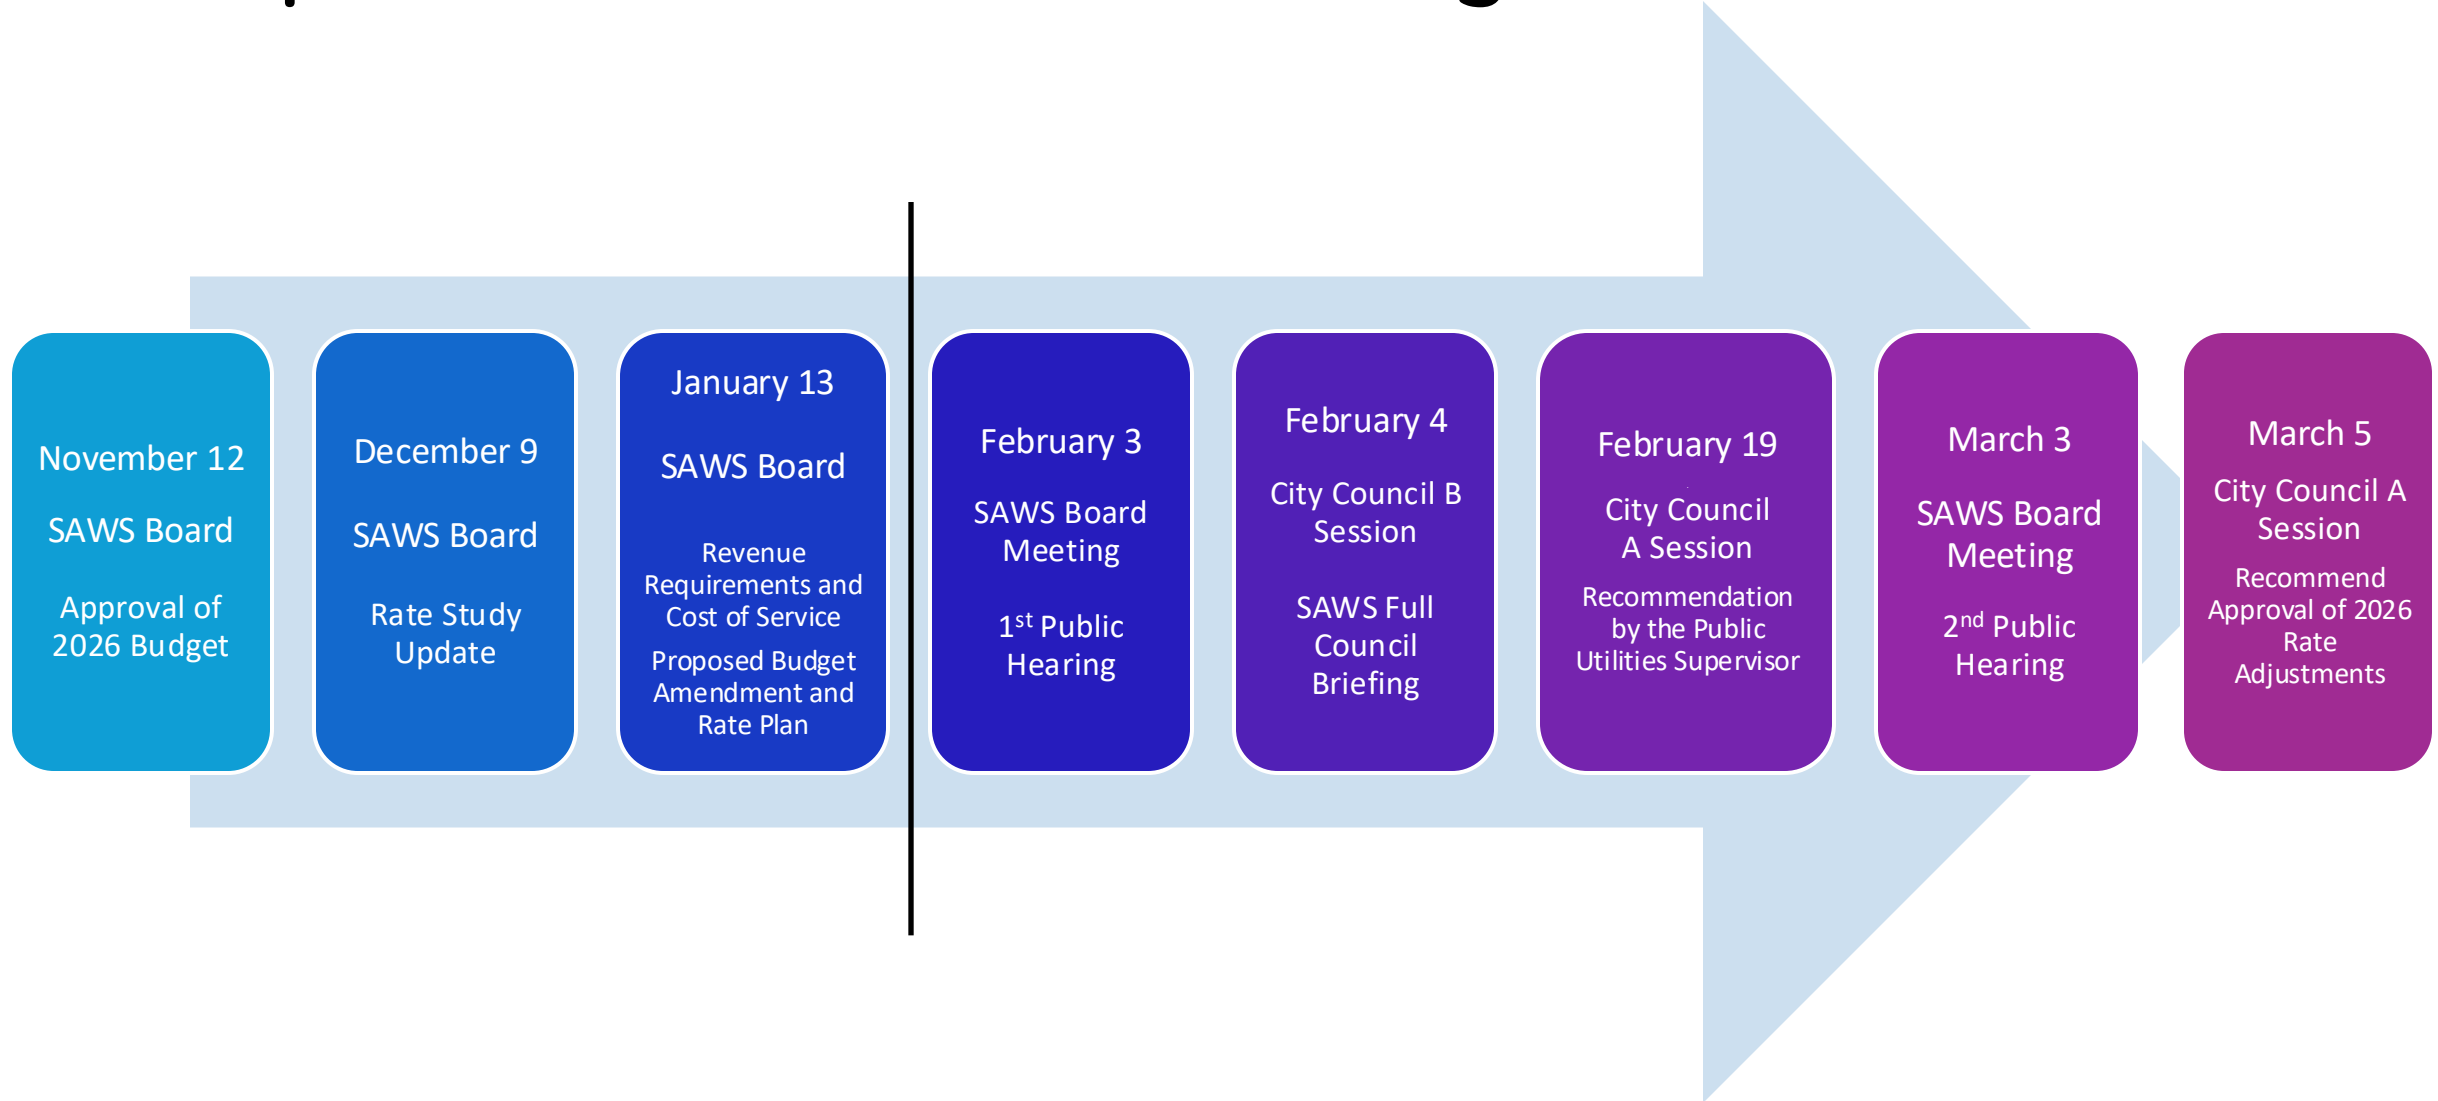 November 12
SAWS Board
Approval of
2026 Budget
December 9
SAWS Board
Rate Study
Update
January 13
SAWS Board
Revenue
Requirements and
Cost of Service
Proposed Budget
Amendment and
Rate Plan
February 3
SAWS Board
Meeting
1st Public
Hearing
February 4
City Council B
Session
SAWS Full
Council
Briefing
February 19
City Council
A Session
Recommendation
by the Public
Utilities Supervisor
March 3
SAWS Board
Meeting
2nd Public
Hearing
March 5
City Council A
Session
Recommend
Approval of 2026
Rate
Adjustments